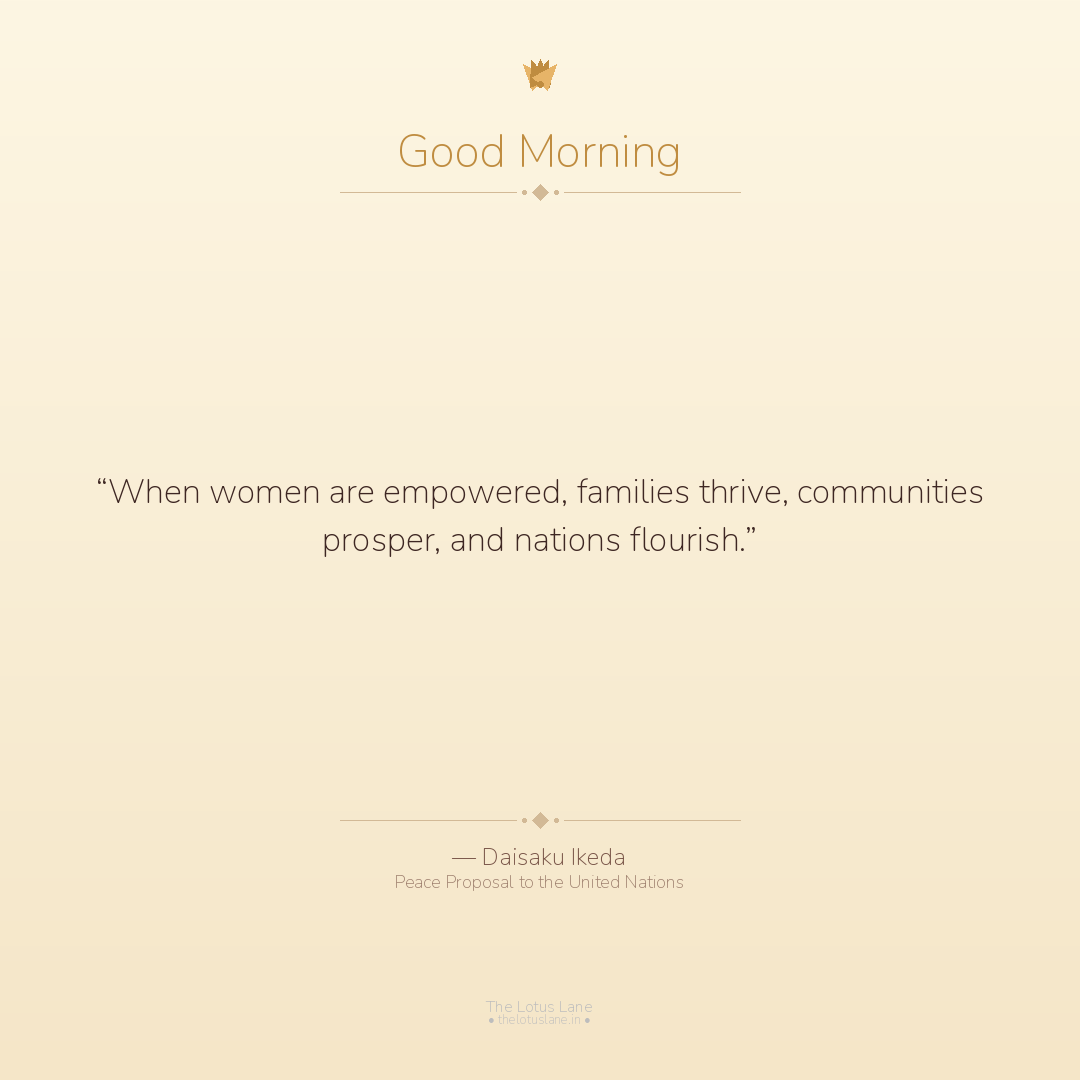 Good Morning
“When women are empowered, families thrive, communities
prosper, and nations flourish.”
— Daisaku Ikeda
Peace Proposal to the United Nations
The Lotus Lane
• thelotuslane.in •